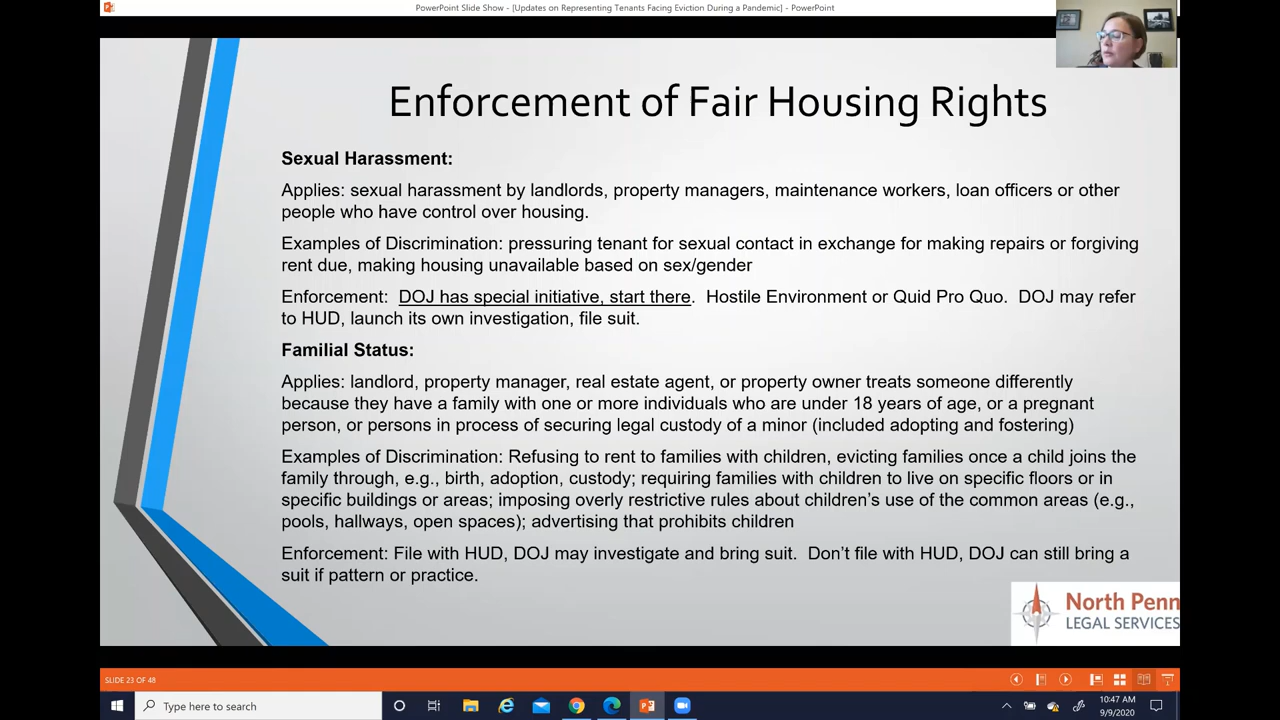 PowerPoint Slide Show - [Updates on Representing Tenants Facing Eviction During a Pandemic] - PowerPoint
Enforcement of Fair Housing Rights
Sexual Harassment:
Applies: sexual harassment by landlords, property managers, maintenance workers, loan officers or other
people who have control over housing.
Examples of Discrimination: pressuring tenant for sexual contact in exchange for making repairs or forgiving
rent due, making housing unavailable based on sex/gender
Enforcement: DOJ has special initiative, start there. Hostile Environment or Quid Pro Quo. DOJ may refer
to HUD, launch its own investigation, file suit.
Familial Status:
Applies: landlord, property manager, real estate agent, or property owner treats someone differently
because they have a family with one or more individuals who are under 18 years of age, or a pregnant
person, or persons in process of securing legal custody of a minor (included adopting and fostering)
Examples of Discrimination: Refusing to rent to families with children, evicting families once a child joins the
family through, e.g., birth, adoption, custody; requiring families with children to live on specific floors or in
specific buildings or areas; imposing overly restrictive rules about children's use of the common areas (e.g.,
pools, hallways, open spaces); advertising that prohibits children
Enforcement: File with HUD, DOJ may investigate and bring suit. Don't file with HUD, DOJ can still bring a
suit if pattern or practice.
North Penn
LEGAL SERVICES
SLIDE 23 OF 48
Type here to search
10:47 AM
9/9/2020